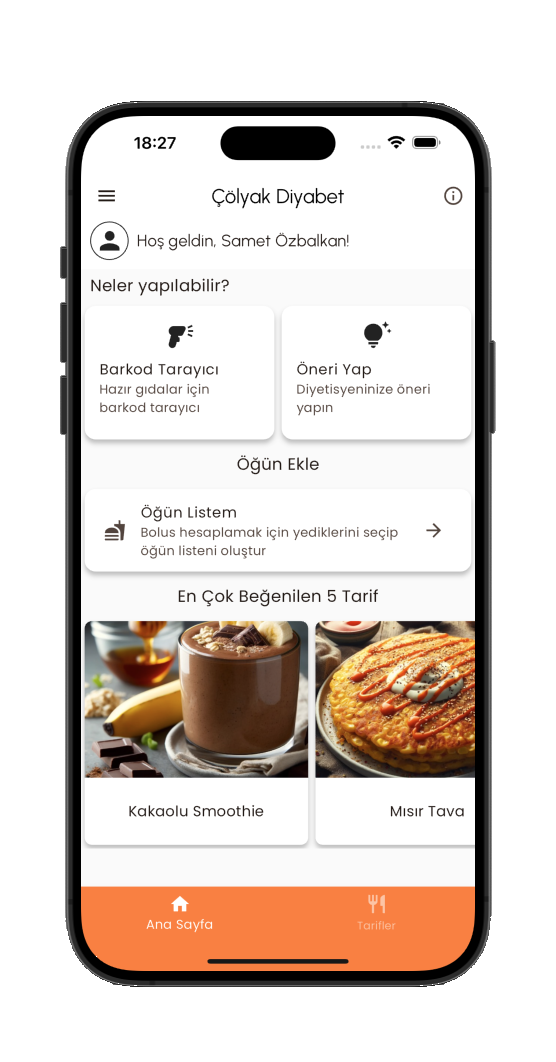 18:27
Çölyak Diyabet
Hoş geldin, Samet Özbalkan!
Neler yapılabilir?
Barkod Tarayıcı
Hazır gıdalar için
barkod tarayıcı
Öneri Yap
Diyetisyeninize öneri
yapın
Öğün Ekle
Öğün Listem
Bolus hesaplamak için yediklerini seçip
öğün listeni oluştur
En Çok Beğenilen 5 Tarif
Kakaolu Smoothie
Mısır Tava
Ana Sayfa
Tarifler